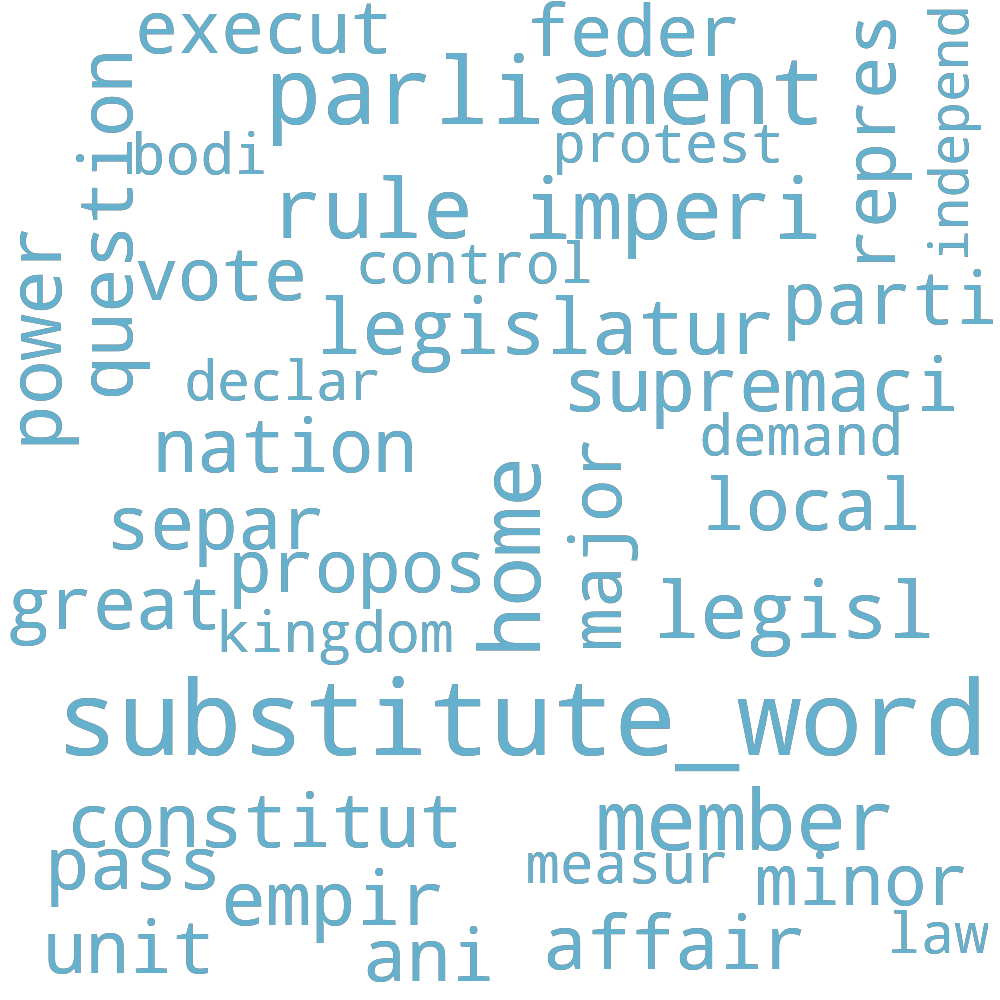 execut
feder
repres
independ
parliament
question
bodi
protest
rule
imperi
power
vote
control
parti
legislatur
declar
supremaci
nation
demand
home
major
local
separ
propos
great
kingdom
legisl
substitute_word
constitut
member
pass
measur
minor
empir
unit
ani
affair
law